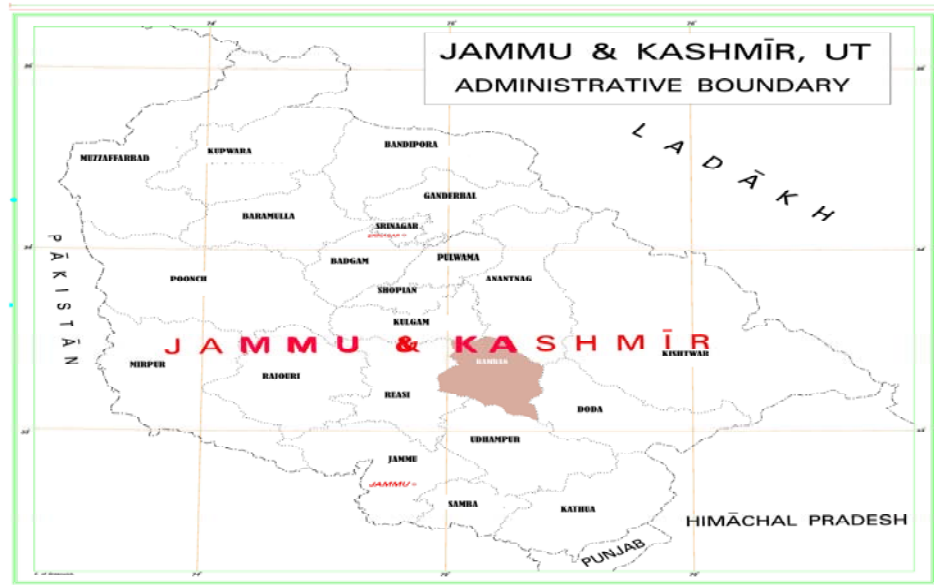 JAMMU & KASHMĪR, UT
ADMINISTRATIVE BOUNDARY
LADĀKH
BANDIPORA
KUPWARA
MUZZAFFARRAD
GANDERBAL
BARAMULLA
SRINAGAR
PĀKISTĀN
BADGAM
PULWAMA
POONCH
ANANTNAG
SHOPIAN
KULGAM
JAMMU & KASHMĪR
KISHTWAR
RAMBAN
MIRPUR
RAJOURI
REASI
DODA
UDHAMPUR
JAMMU
JAMMU
SAMBA
KATHUA
HIMĀCHAL PRADESH
PUNJAB